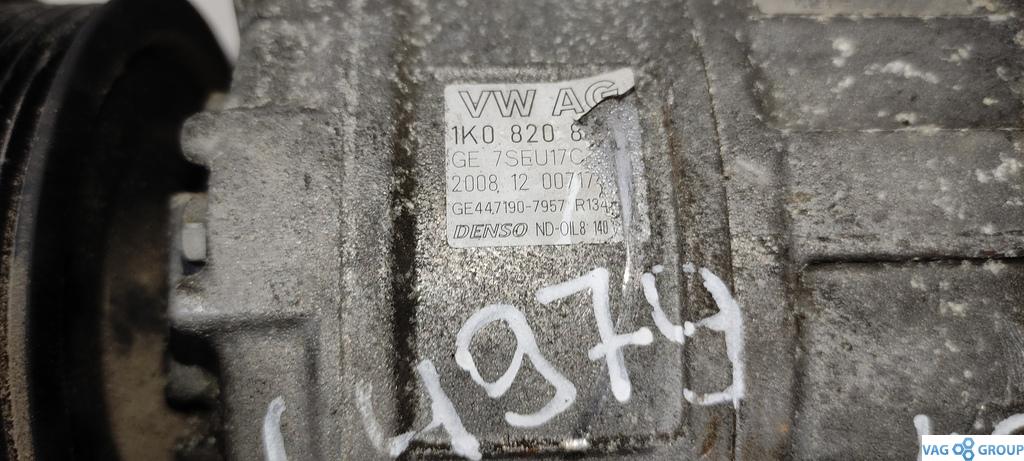 VW AG
1K0 820 8
GE 7SEU17C
2008, 12 00717
GE447190-7957 R134
DENSO ND-OIL8 140
4974
VAG GROUP